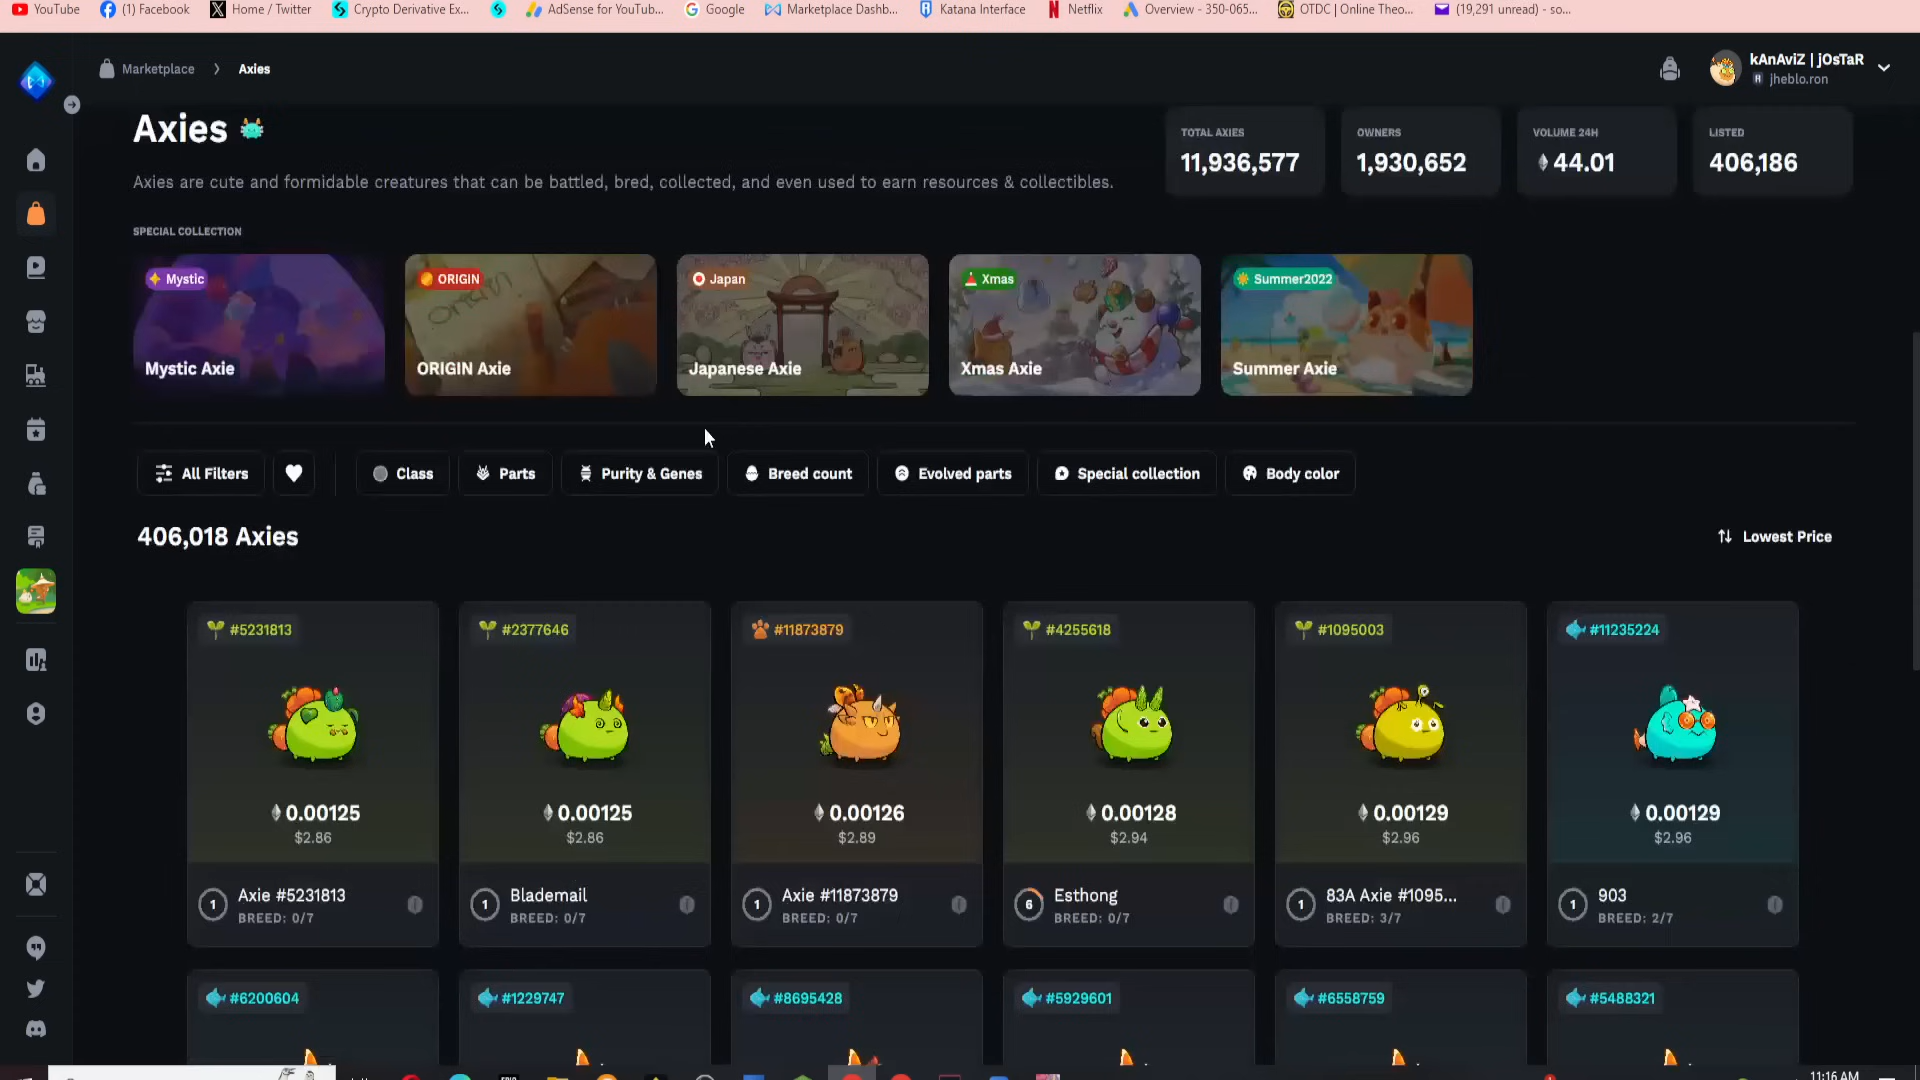 YouTube
(1) Facebook
Home / Twitter
Crypto Derivative Ex...
AdSense for YouTub...
Google
Marketplace Dashb...
Katana Interface
Netflix
Overview - 350-065...
OTDC | Online Theo...
(19,291 unread) - so...
Marketplace
Axies
kAnAviZ | jOsTaR
jheblo.ron
Axies
TOTAL AXIES
11,936,577
OWNERS
1,930,652
VOLUME 24H
44.01
LISTED
406,186
Axies are cute and formidable creatures that can be battled, bred, collected, and even used to earn resources & collectibles.
SPECIAL COLLECTION
Mystic
Mystic Axie
ORIGIN
ORIGIN Axie
Japan
Japanese Axie
Xmas
Xmas Axie
Summer2022
Summer Axie
All Filters
Class
Parts
Purity & Genes
Breed count
Evolved parts
Special collection
Body color
406,018 Axies
Lowest Price
#5231813
0.00125
$2.86
1
Axie #5231813
BREED: 0/7
#2377646
0.00125
$2.86
1
Blademail
BREED: 0/7
#11873879
0.00126
$2.89
1
Axie #11873879
BREED: 0/7
#4255618
0.00128
$2.94
6
Esthong
BREED: 0/7
#1095003
0.00129
$2.96
1
83A Axie #1095...
BREED: 3/7
#11235224
0.00129
$2.96
1
903
BREED: 2/7
#6200604
#1229747
#8695428
#5929601
#6558759
#5488321
11:16 AM